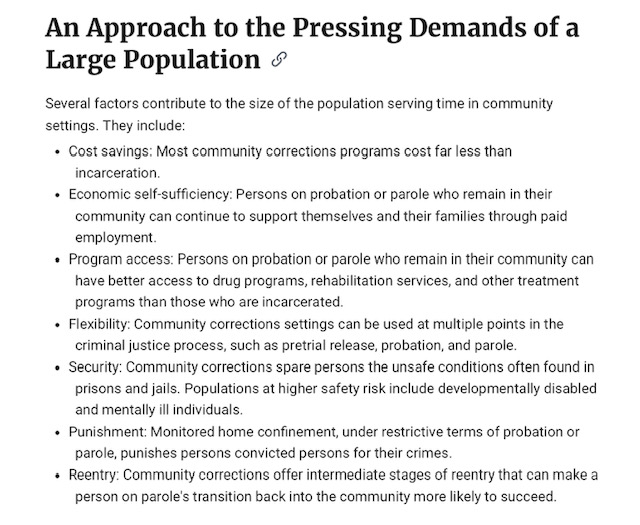 An Approach to the Pressing Demands of a
Large Population
Several factors contribute to the size of the population serving time in community
settings. They include:
• Cost savings: Most community corrections programs cost far less than
incarceration.
• Economic self-sufficiency: Persons on probation or parole who remain in their
community can continue to support themselves and their families through paid
employment.
• Program access: Persons on probation or parole who remain in their community can
have better access to drug programs, rehabilitation services, and other treatment
programs than those who are incarcerated.
• Flexibility: Community corrections settings can be used at multiple points in the
criminal justice process, such as pretrial release, probation, and parole.
• Security: Community corrections spare persons the unsafe conditions often found in
prisons and jails. Populations at higher safety risk include developmentally disabled
and mentally ill individuals.
• Punishment: Monitored home confinement, under restrictive terms of probation or
parole, punishes persons convicted persons for their crimes.
• Reentry: Community corrections offer intermediate stages of reentry that can make a
person on parole's transition back into the community more likely to succeed.